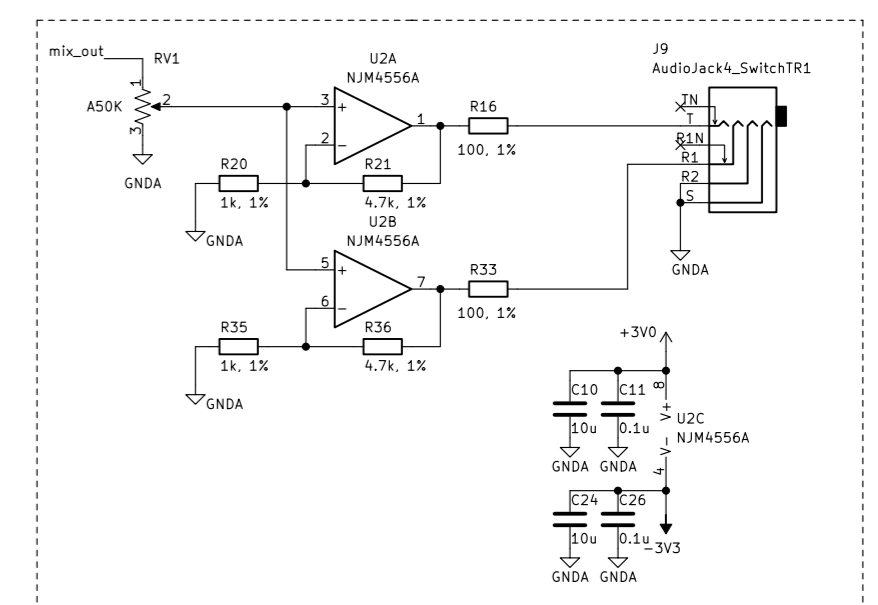 mix_out
RV1
1
A50K
2
3
GNDA
U2A
NJM4556A
3
+
1
2
−
R16
100, 1%
R20
1k, 1%
R21
4.7k, 1%
GNDA
J9
AudioJack4_SwitchTR1
TN
T
R1N
R1
R2
S
GNDA
U2B
NJM4556A
5
+
7
6
−
R33
100, 1%
R35
1k, 1%
R36
4.7k, 1%
GNDA
+3V0
8
C10
C11
V+
U2C
10u
0.1u
NJM4556A
V−
GNDA
GNDA
4
C24
C26
10u
0.1u
−3V3
GNDA
GNDA